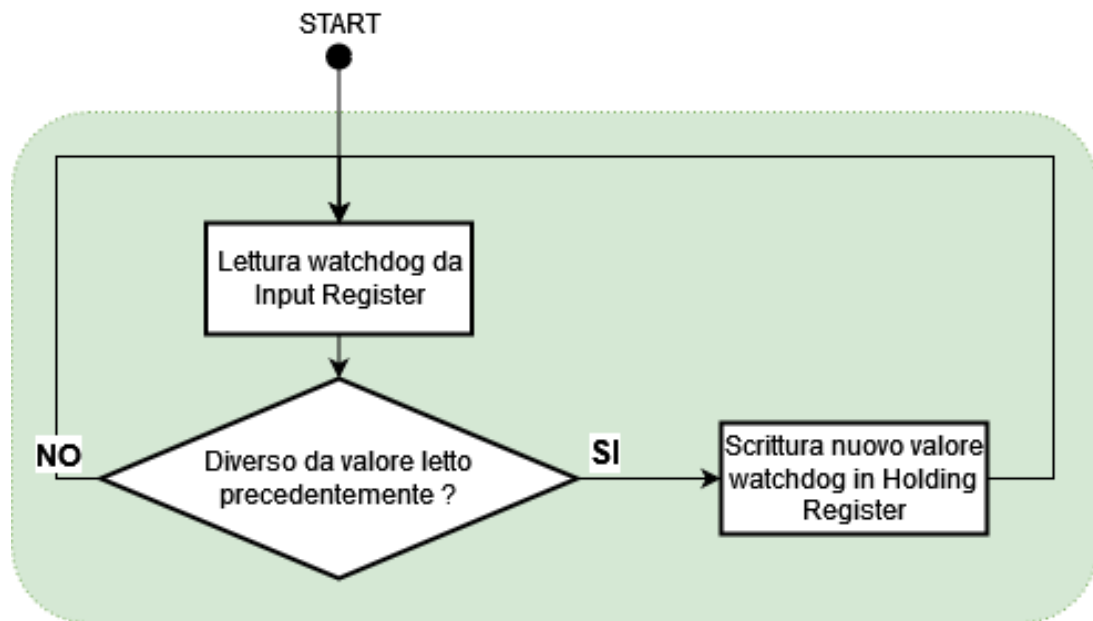 START
Lettura watchdog da
Input Register
NO
Diverso da valore letto
precedentemente ?
SI
Scrittura nuovo valore
watchdog in Holding
Register